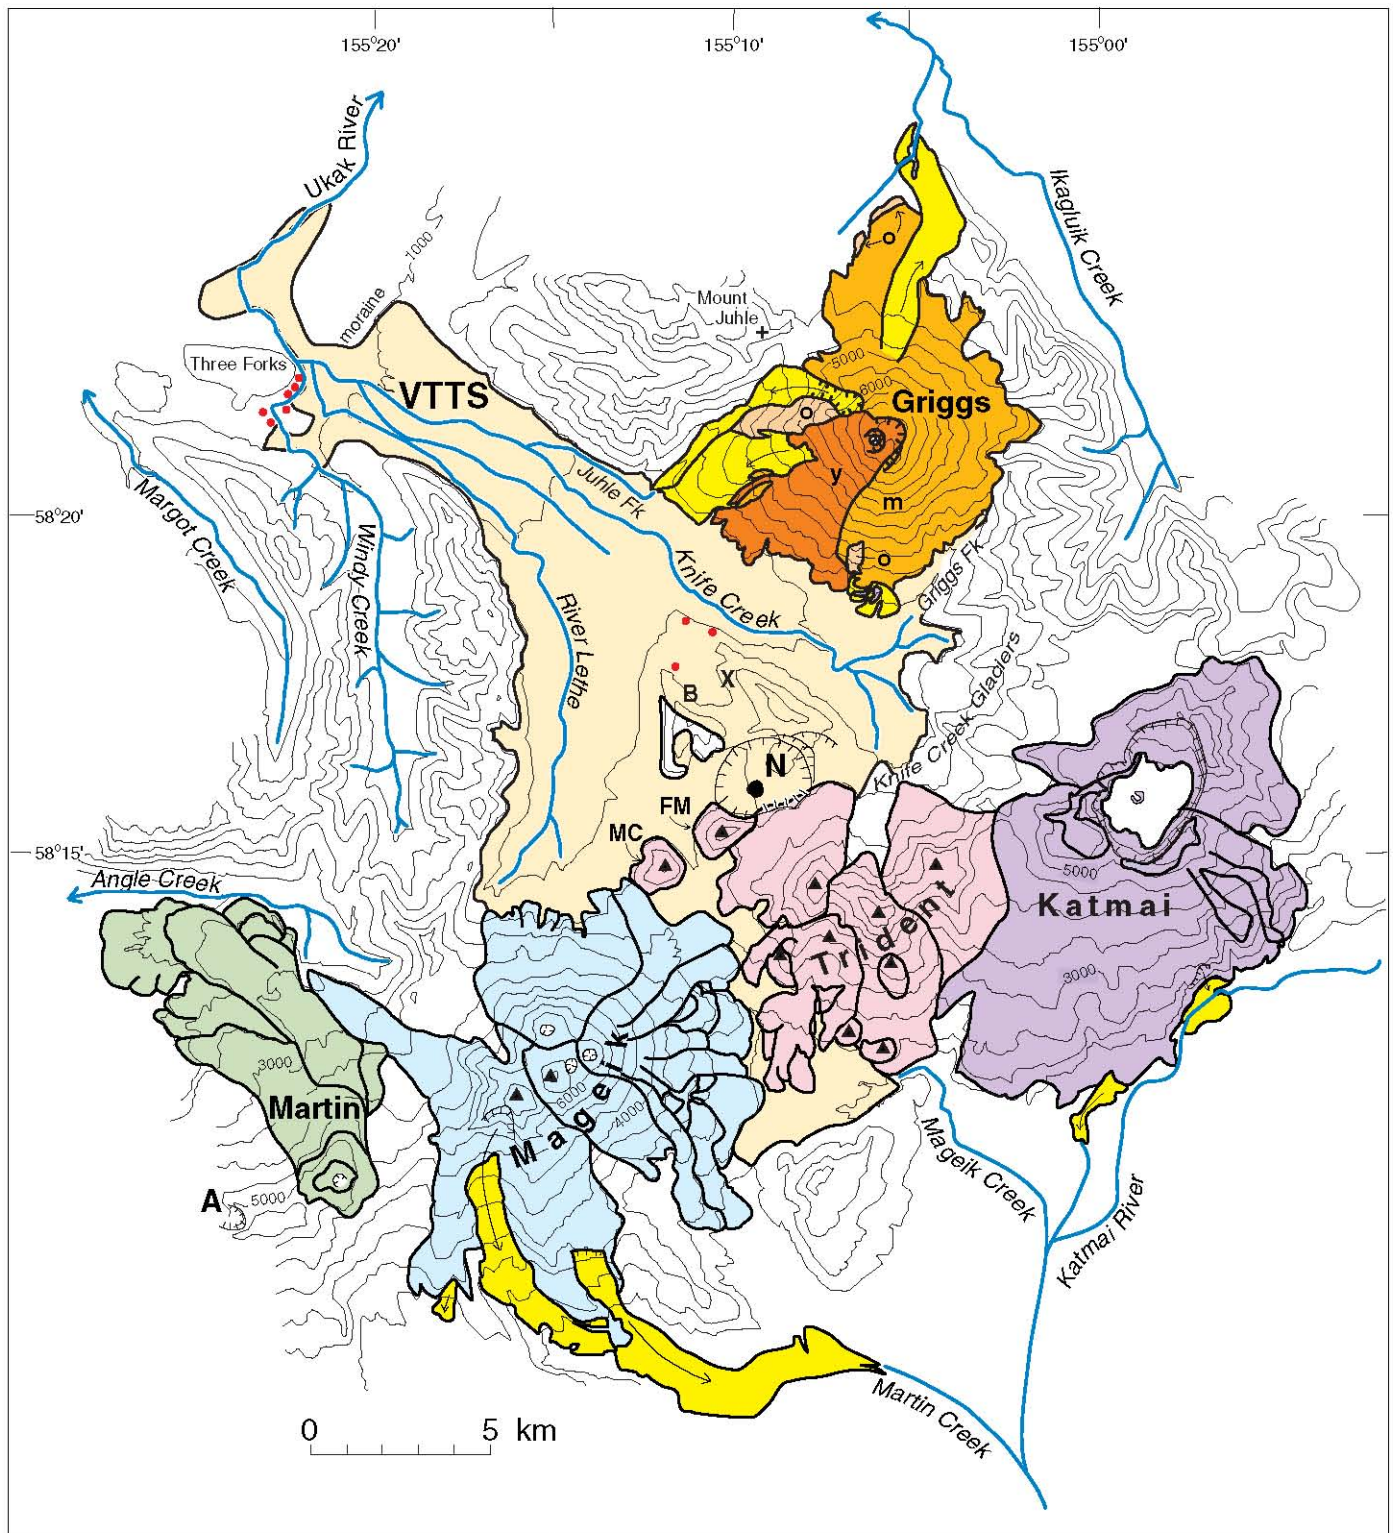 155°20'
155°10'
155°00'
Ukak River
1000
moraine
Mount
Juhle
Ikagluik Creek
Three Forks
VTTS
5000
6000
Griggs
o
o
y
m
o
Juhle Fk
Margot Creek
58°20'
Windy Creek
Knife Creek
Griggs Fk
River Lethe
X
B
Knife Creek Glaciers
N
FM
MC
58°15'
Angle Creek
5000
Katmai
Trident
3000
3000
Martin
Mageik
6000
4000
A
5000
Mageik Creek
Katmai River
Martin Creek
0 5 km